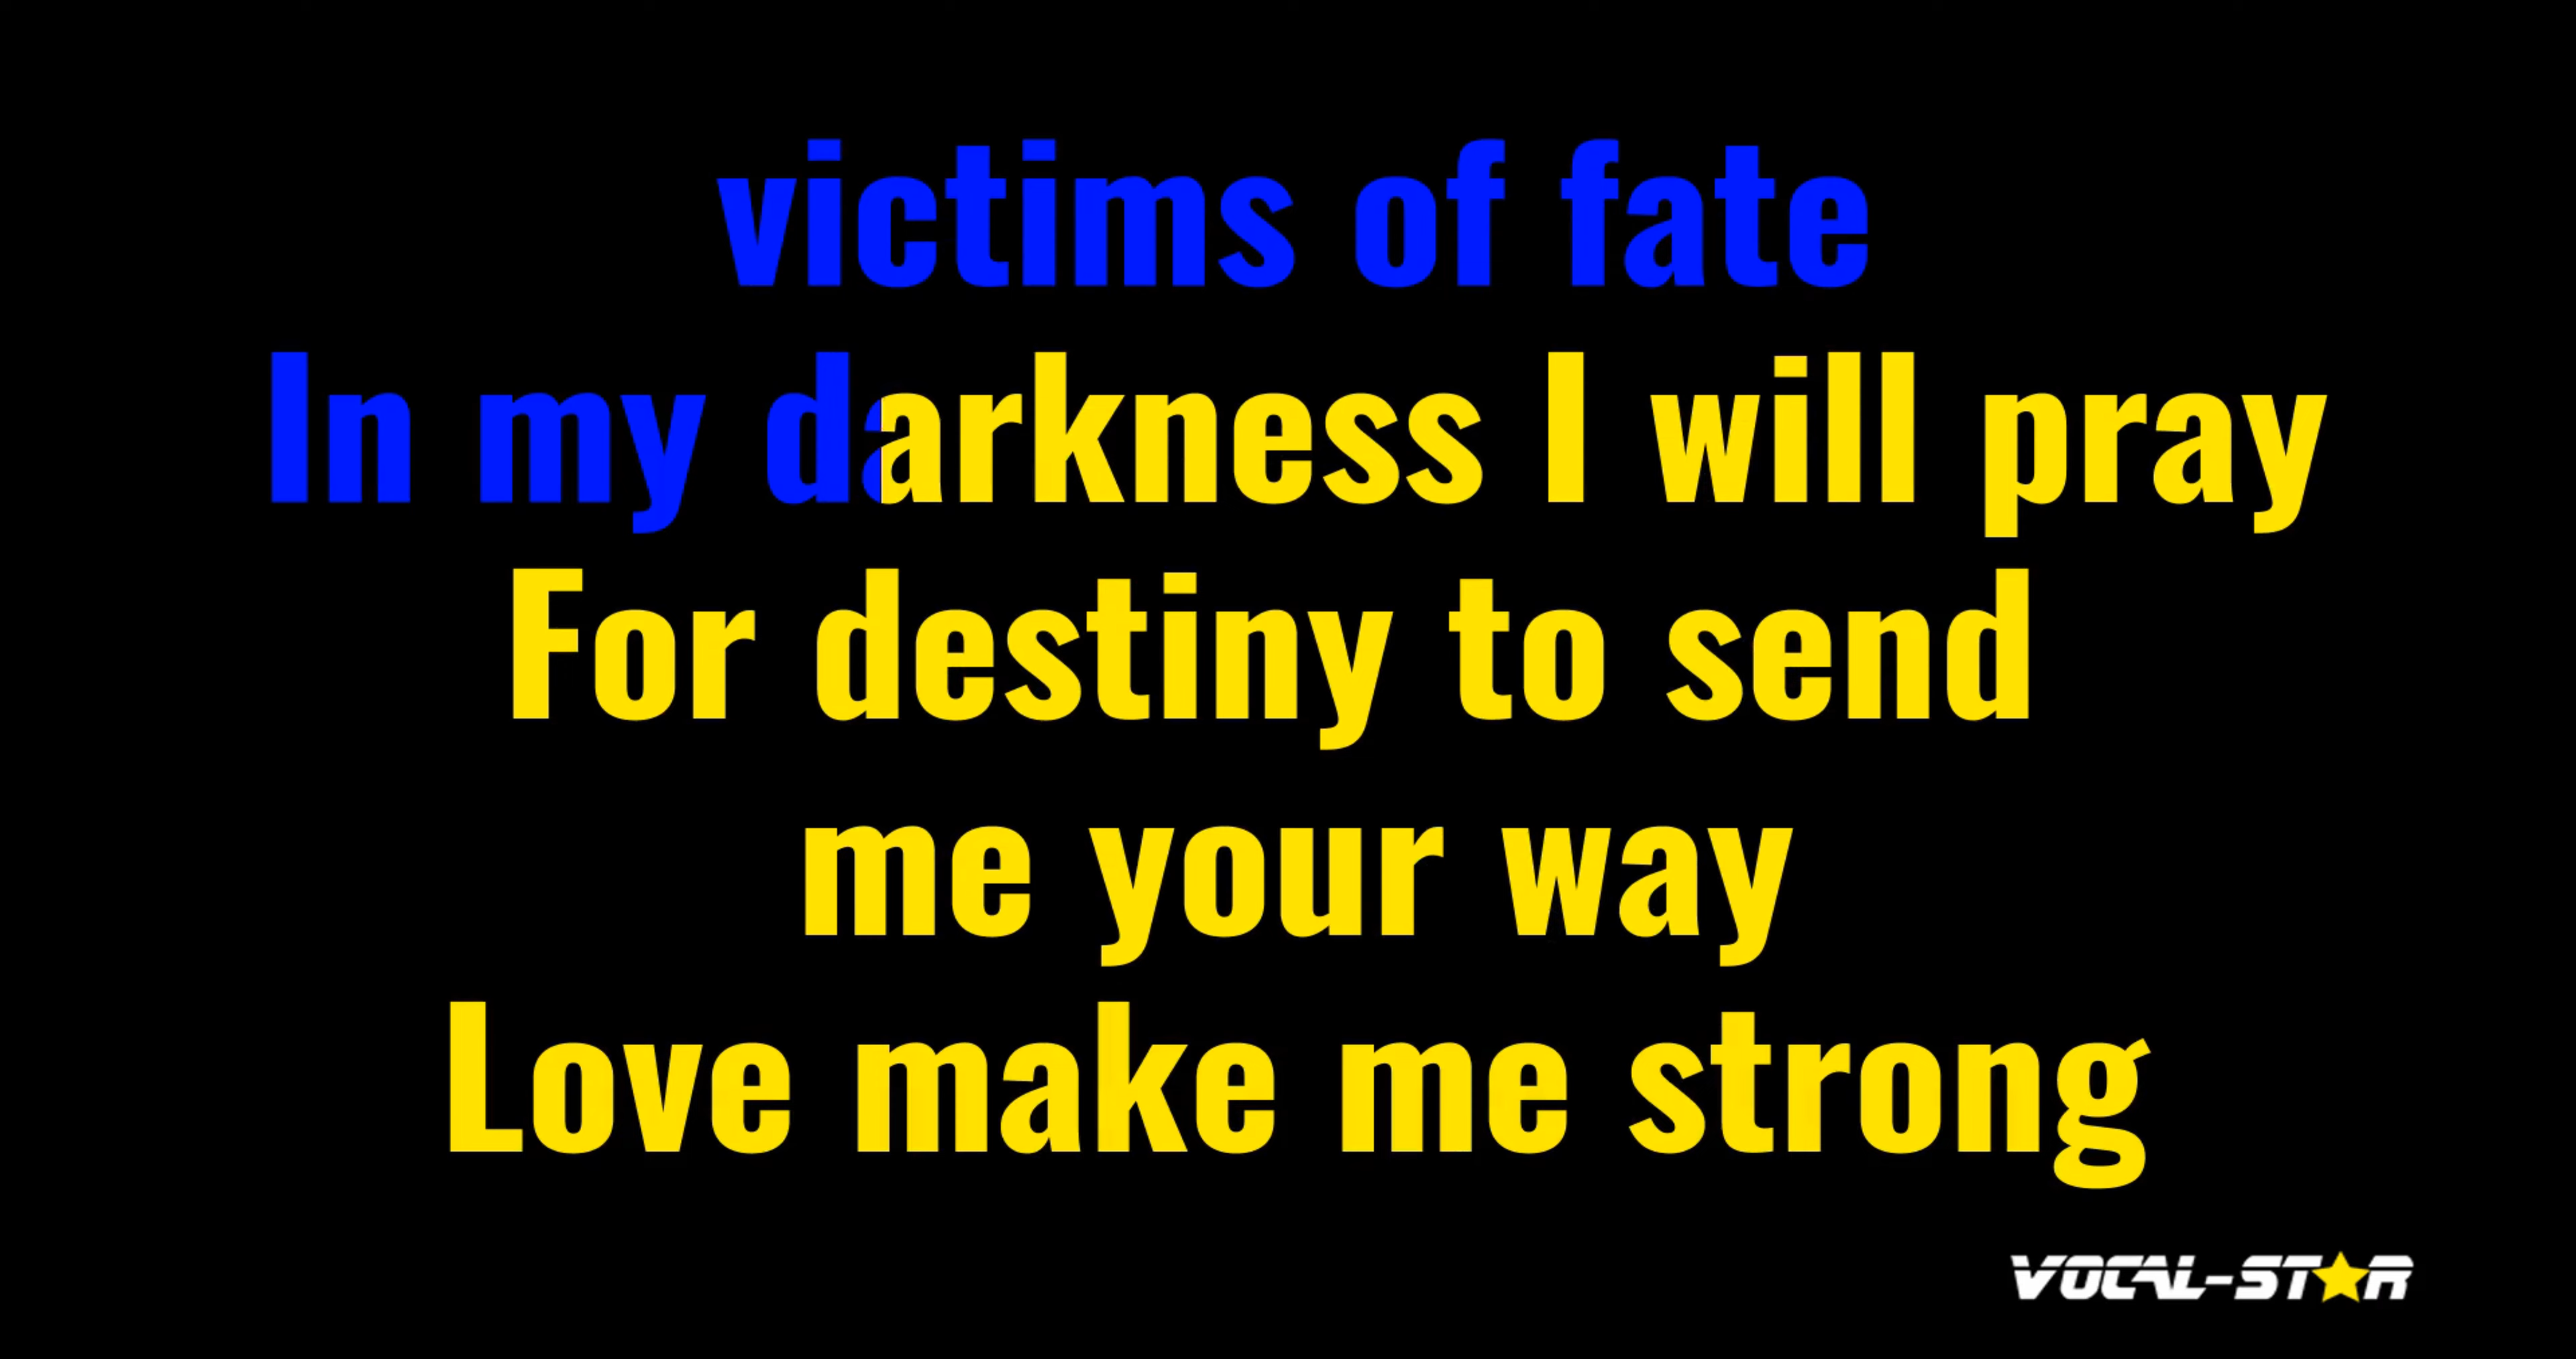 victims of fate
In my darkness I will pray
For destiny to send
me your way
Love make me strong
VOCAL-STAR